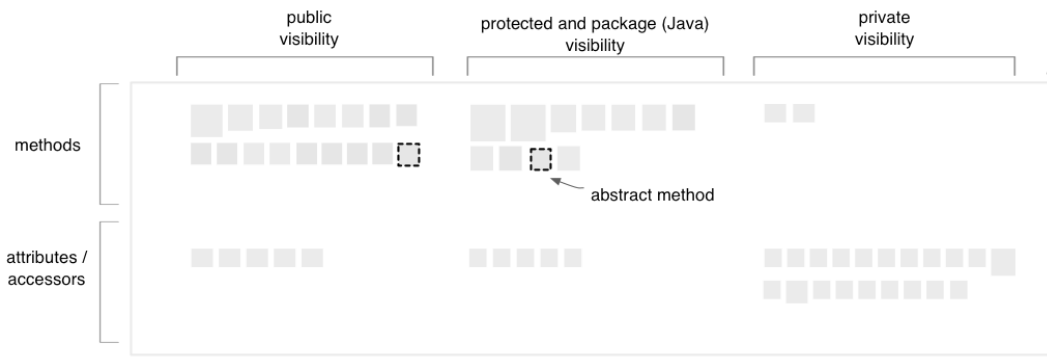 public
visibility
protected and package (Java)
visibility
private
visibility
methods
abstract method
attributes /
accessors